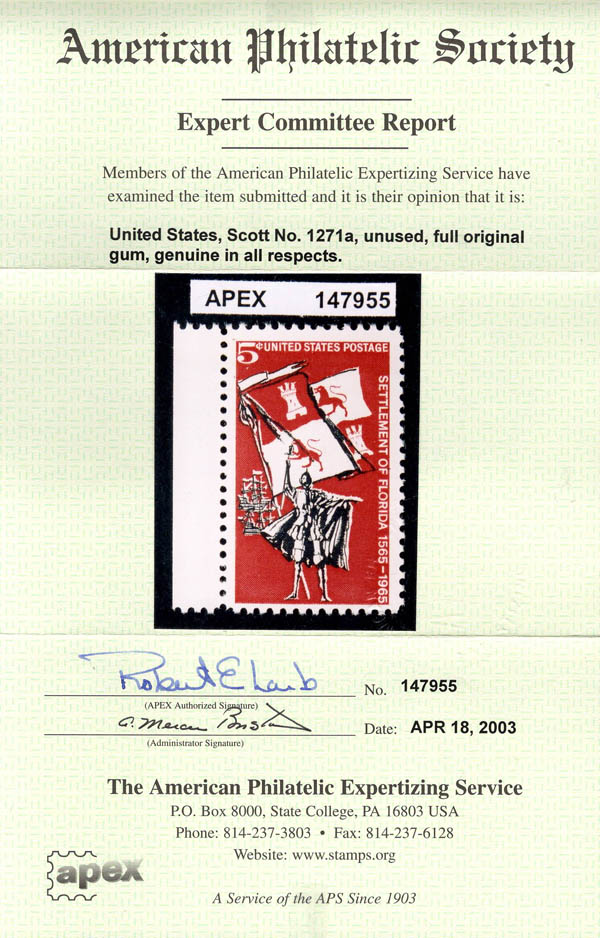 American Philatelic Society
Expert Committee Report
Members of the American Philatelic Expertizing Service have
examined the item submitted and it is their opinion that it is:
United States, Scott No. 1271a, unused, full original
gum, genuine in all respects.
APEX 147955
5¢ UNITED STATES POSTAGE
SETTLEMENT OF FLORIDA 1565-1965
Robert E Laub
No. 147955
(APEX Authorized Signature)
Date: APR 18, 2003
(Administrator Signature)
The American Philatelic Expertizing Service
P.O. Box 8000, State College, PA 16803 USA
Phone: 814-237-3803 • Fax: 814-237-6128
Website: www.stamps.org
apex
A Service of the APS Since 1903